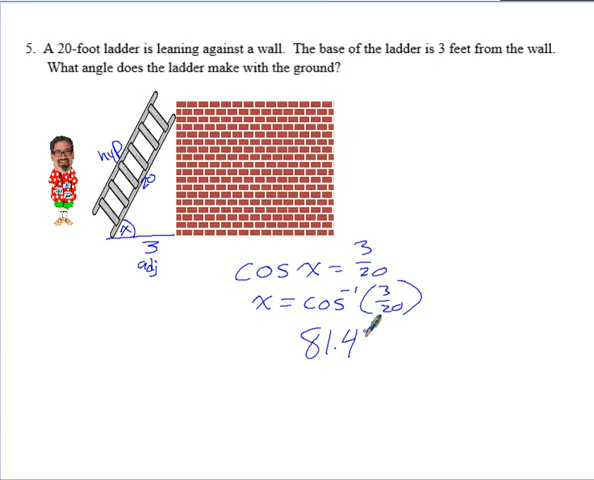 5. A 20-foot ladder is leaning against a wall. The base of the ladder is 3 feet from the wall.
What angle does the ladder make with the ground?
hyp
20
x
3
adj
cos x = 3/20
x = cos⁻¹(3/20)
81.4